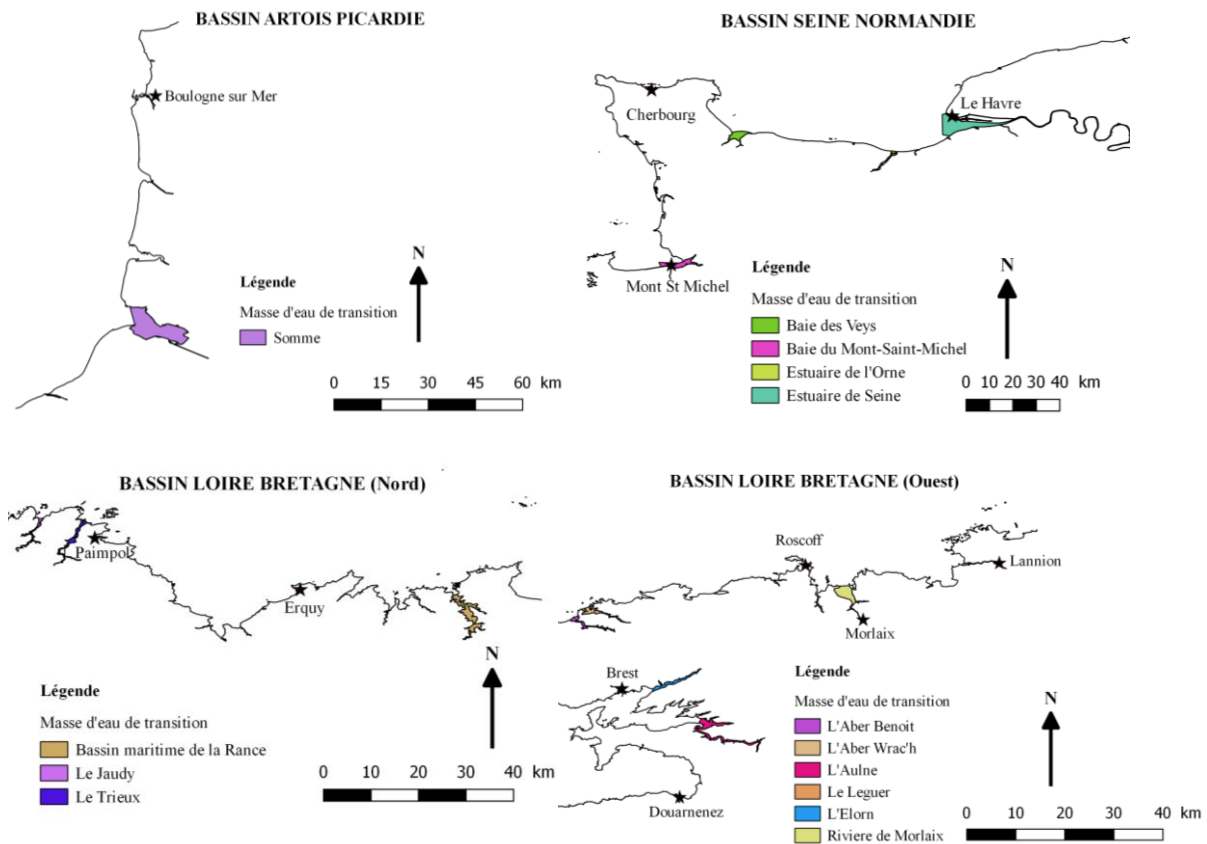 BASSIN ARTOIS PICARDIE
Boulogne sur Mer
N
Légende
Masse d'eau de transition
Somme
0 15 30 45 60 km
BASSIN SEINE NORMANDIE
Cherbourg
Le Havre
Mont St Michel
N
Légende
Masse d'eau de transition
Baie des Veys
Baie du Mont-Saint-Michel
Estuaire de l'Orne
Estuaire de Seine
0 10 20 30 40 km
BASSIN LOIRE BRETAGNE (Nord)
Paimpol
Erquy
N
Légende
Masse d'eau de transition
Bassin maritime de la Rance
Le Jaudy
Le Trieux
0 10 20 30 40 km
BASSIN LOIRE BRETAGNE (Ouest)
Roscoff
Lannion
Morlaix
Brest
Douarnenez
N
Légende
Masse d'eau de transition
L'Aber Benoit
L'Aber Wrac'h
L'Aulne
Le Leguer
L'Elorn
Riviere de Morlaix
0 10 20 30 40 km